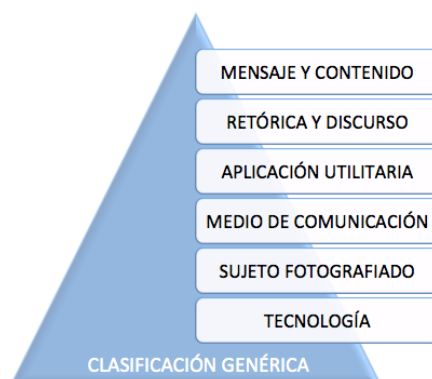 MENSAJE Y CONTENIDO
RETÓRICA Y DISCURSO
APLICACIÓN UTILITARIA
MEDIO DE COMUNICACIÓN
SUJETO FOTOGRAFIADO
TECNOLOGÍA
CLASIFICACIÓN GENÉRICA